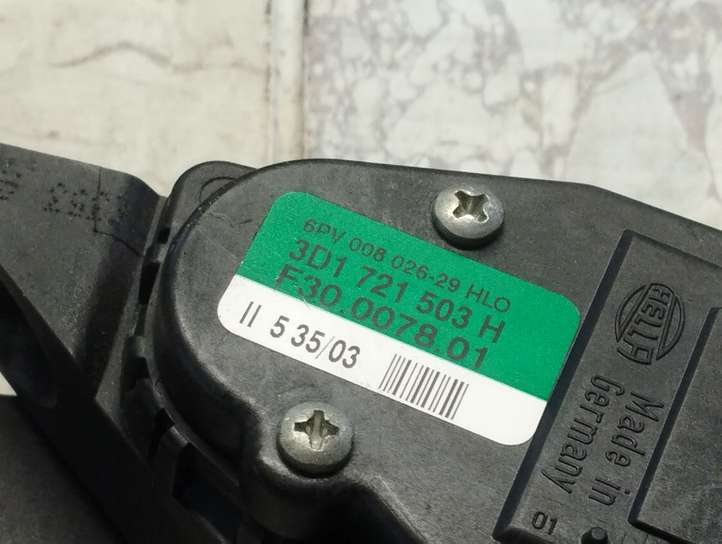 6PV 008 026-29 HLO
3D1 721 503 H
F30.0078.01
II 5 35/03
HELLA
Made in
Germany
01